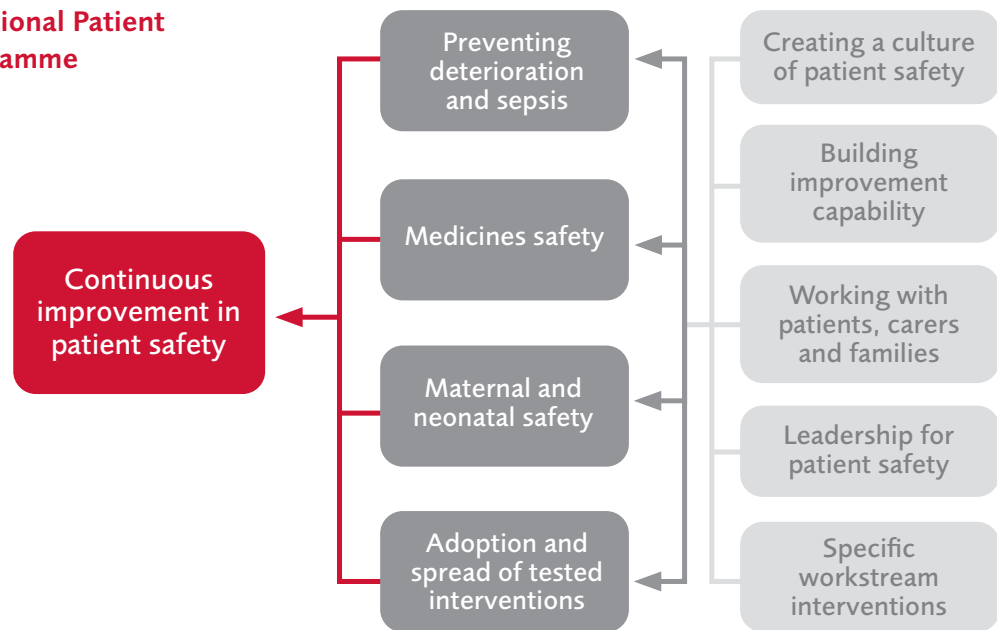 ional Patient
amme
Preventing
deterioration
and sepsis
Medicines safety
Maternal and
neonatal safety
Adoption and
spread of tested
interventions
Continuous
improvement in
patient safety
Creating a culture
of patient safety
Building
improvement
capability
Working with
patients, carers
and families
Leadership for
patient safety
Specific
workstream
interventions